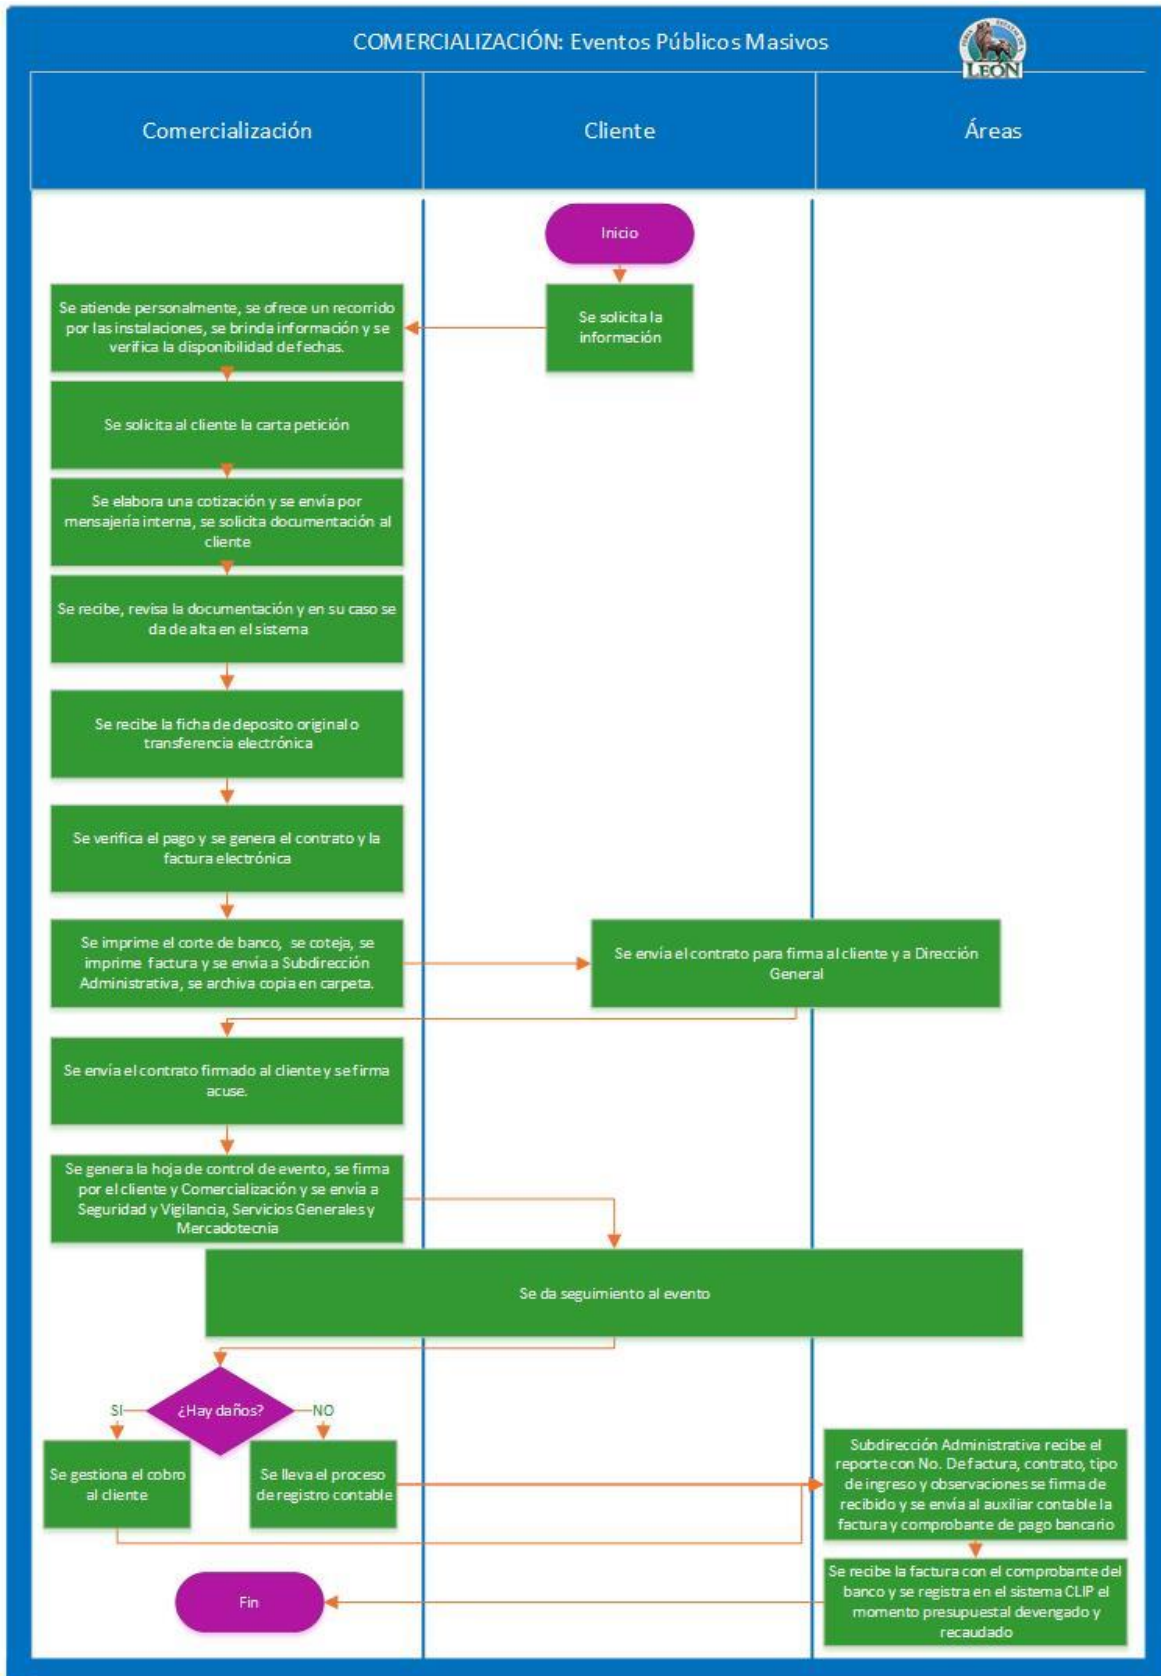 COMERCIALIZACIÓN: Eventos Públicos Masivos
LEON
Comercialización
Cliente
Áreas
Inicio
Se solicita la
información
Se atiende personalmente, se ofrece un recorrido
por las instalaciones, se brinda información y se
verifica la disponibilidad de fechas.
Se solicita al cliente la carta petición
Se elabora una cotización y se envía por
mensajería interna, se solicita documentación al
cliente
Se recibe, revisa la documentación y en su caso se
da de alta en el sistema
Se recibe la ficha de deposito original o
transferencia electrónica
Se verifica el pago y se genera el contrato y la
factura electrónica
Se imprime el corte de banco, se coteja, se
imprime factura y se envía a Subdirección
Administrativa, se archiva copia en carpeta.
Se envía el contrato para firma al cliente y a Dirección
General
Se envía el contrato firmado al cliente y se firma
acuse.
Se genera la hoja de control de evento, se firma
por el cliente y Comercialización y se envía a
Seguridad y Vigilancia, Servicios Generales y
Mercadotecnia
Se da seguimiento al evento
¿Hay daños?
SI
NO
Se gestiona el cobro
al cliente
Se lleva el proceso
de registro contable
Subdirección Administrativa recibe el
reporte con No. De factura, contrato, tipo
de ingreso y observaciones se firma de
recibido y se envía al auxiliar contable la
factura y comprobante de pago bancario
Se recibe la factura con el comprobante del
banco y se registra en el sistema CLIP el
momento presupuestal devengado y
recaudado
Fin